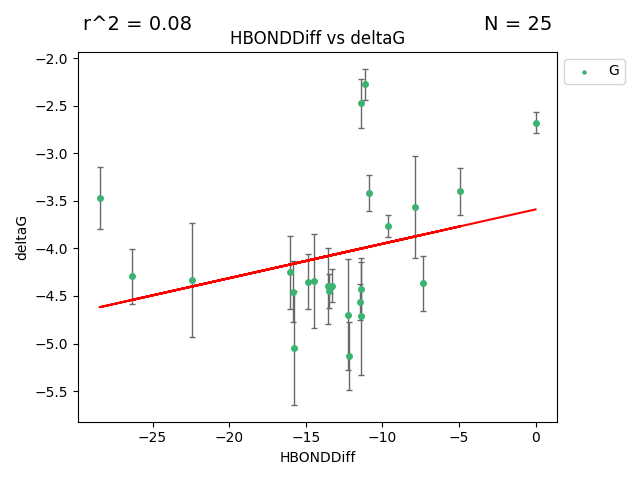 r^2 = 0.08
N = 25
HBONDDiff vs deltaG
G
−2.0
−2.5
−3.0
−3.5
−4.0
−4.5
−5.0
−5.5
deltaG
−25
−20
−15
−10
−5
0
HBONDDiff